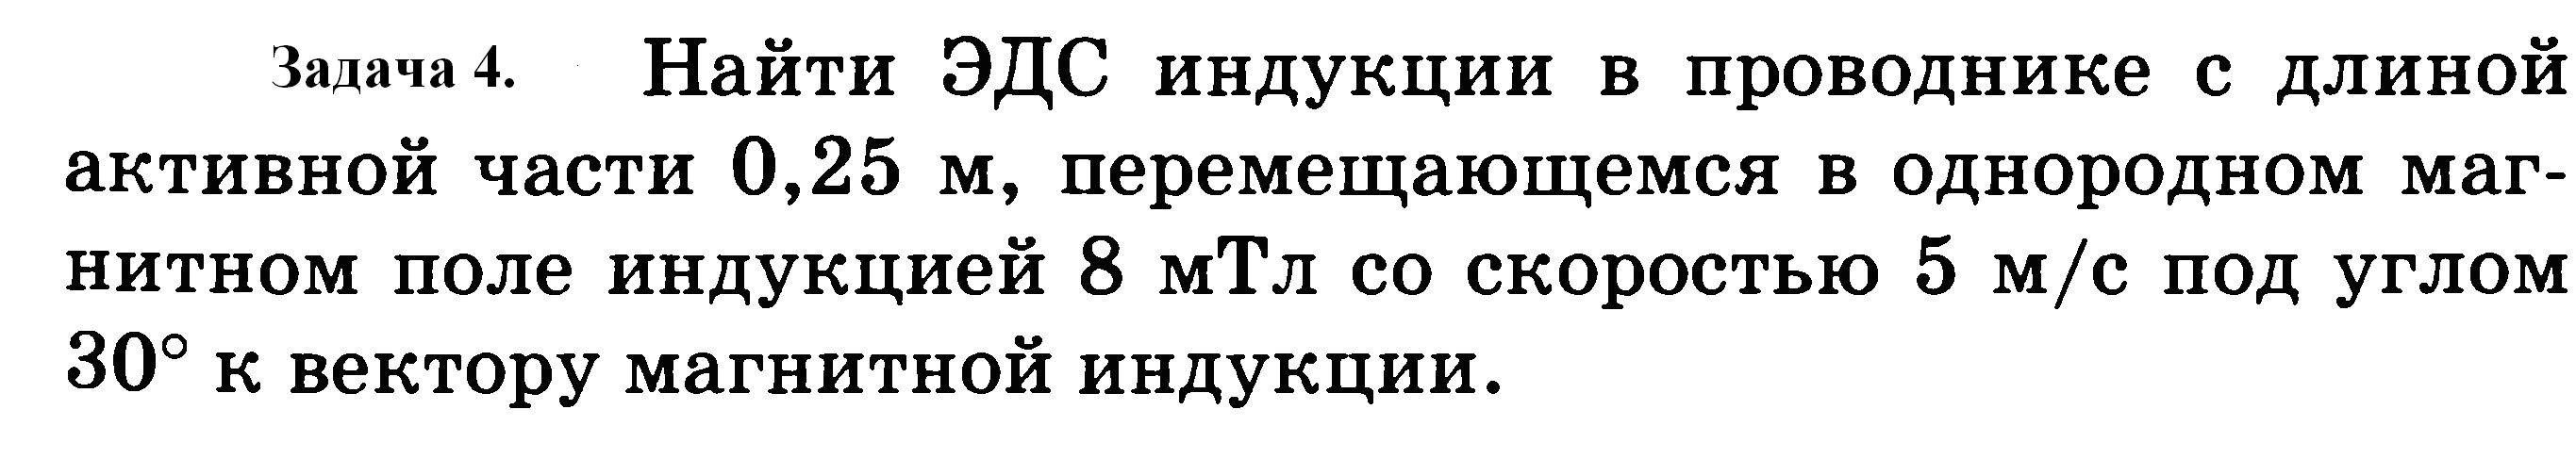 Задача 4. Найти ЭДС индукции в проводнике с длиной
активной части 0,25 м, перемещающемся в однородном маг-
нитном поле индукцией 8 мТл со скоростью 5 м/с под углом
30° к вектору магнитной индукции.